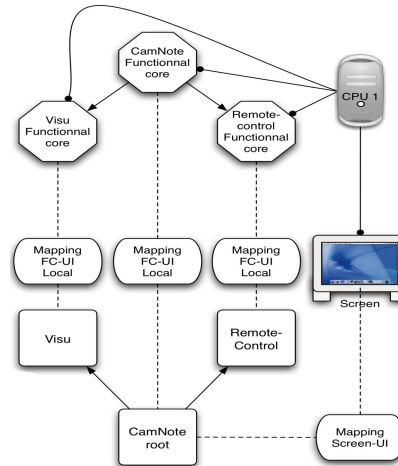 CamNote
Functionnal
core
CPU 1
Visu
Functionnal
core
Remote-
control
Functionnal
core
Mapping
FC-UI
Local
Mapping
FC-UI
Local
Mapping
FC-UI
Local
Screen
Visu
Remote-
Control
CamNote
root
Mapping
Screen-UI